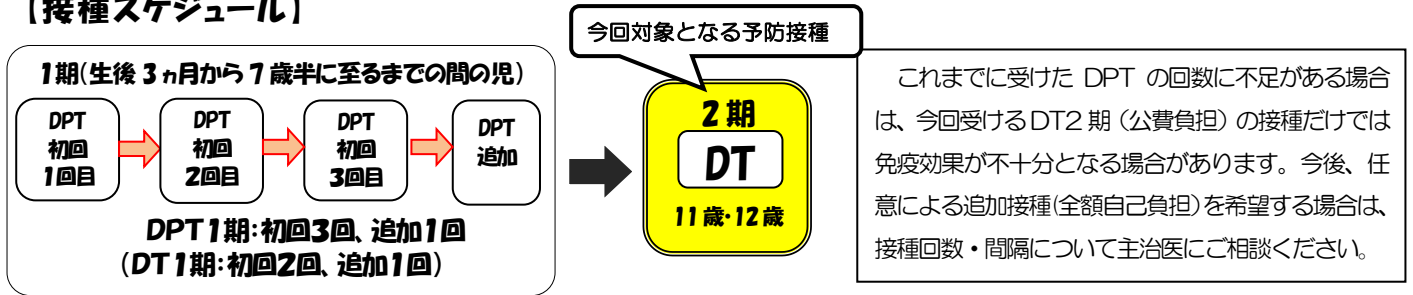 【接種スケジュール】
1期(生後3ヵ月から7歳半に至るまでの間の児)
DPT
初回
1回目
DPT
初回
2回目
DPT
初回
3回目
DPT
追加
DPT1期:初回3回、追加1回
(DT1期:初回2回、追加1回)
今回対象となる予防接種
2期
DT
11歳・12歳
これまでに受けた DPT の回数に不足がある場合
は、今回受けるDT2 期（公費負担）の接種だけでは
免疫効果が不十分となる場合があります。今後、任
意による追加接種(全額自己負担)を希望する場合は、
接種回数・間隔について主治医にご相談ください。